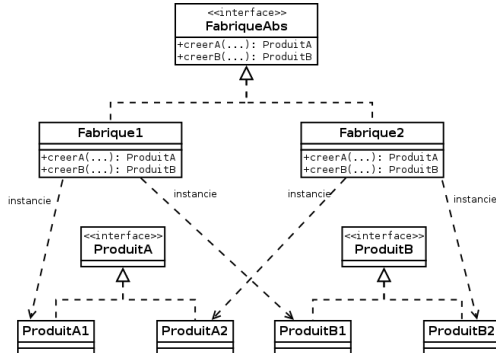 <<interface>>
FabriqueAbs
+creerA(...): ProduitA
+creerB(...): ProduitB
Fabrique1
+creerA(...): ProduitA
+creerB(...): ProduitB
Fabrique2
+creerA(...): ProduitA
+creerB(...): ProduitB
instancie
instancie
instancie
instancie
<<interface>>
ProduitA
<<interface>>
ProduitB
ProduitA1
ProduitA2
ProduitB1
ProduitB2